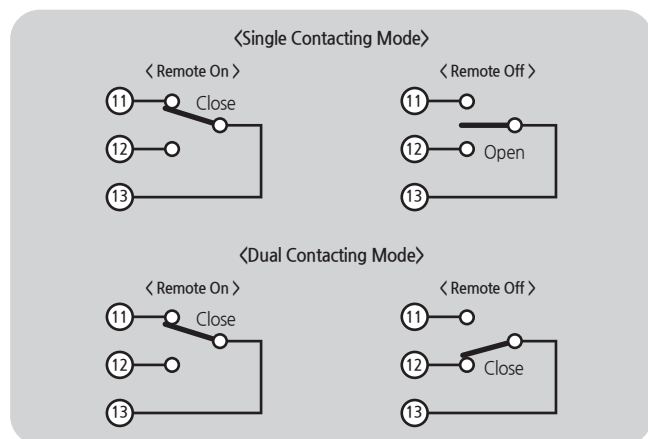 〈Single Contacting Mode〉
〈 Remote On 〉 〈 Remote Off 〉
11 Close 11
12 12 Open
13 13
〈Dual Contacting Mode〉
〈 Remote On 〉 〈 Remote Off 〉
11 Close 11
12 12 Close
13 13